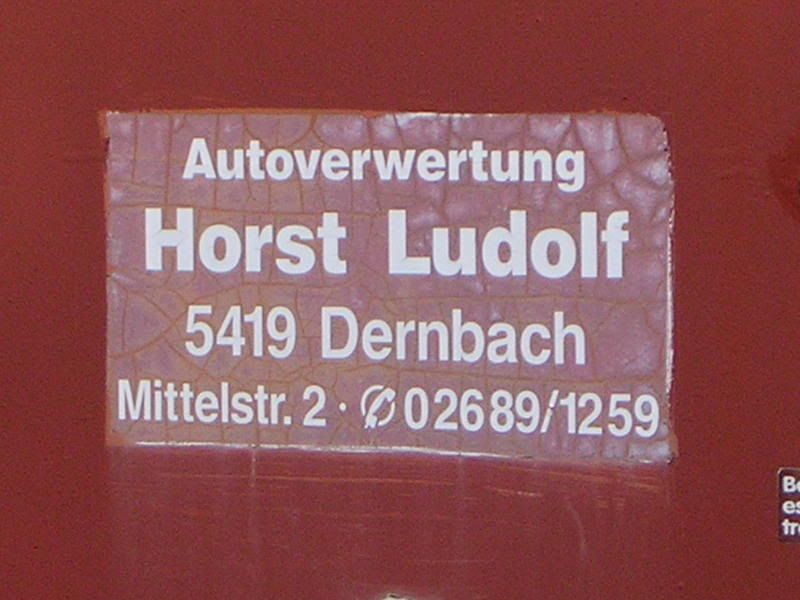 Autoverwertung
Horst Ludolf
5419 Dernbach
Mittelstr. 2 · ✆ 02689/1259